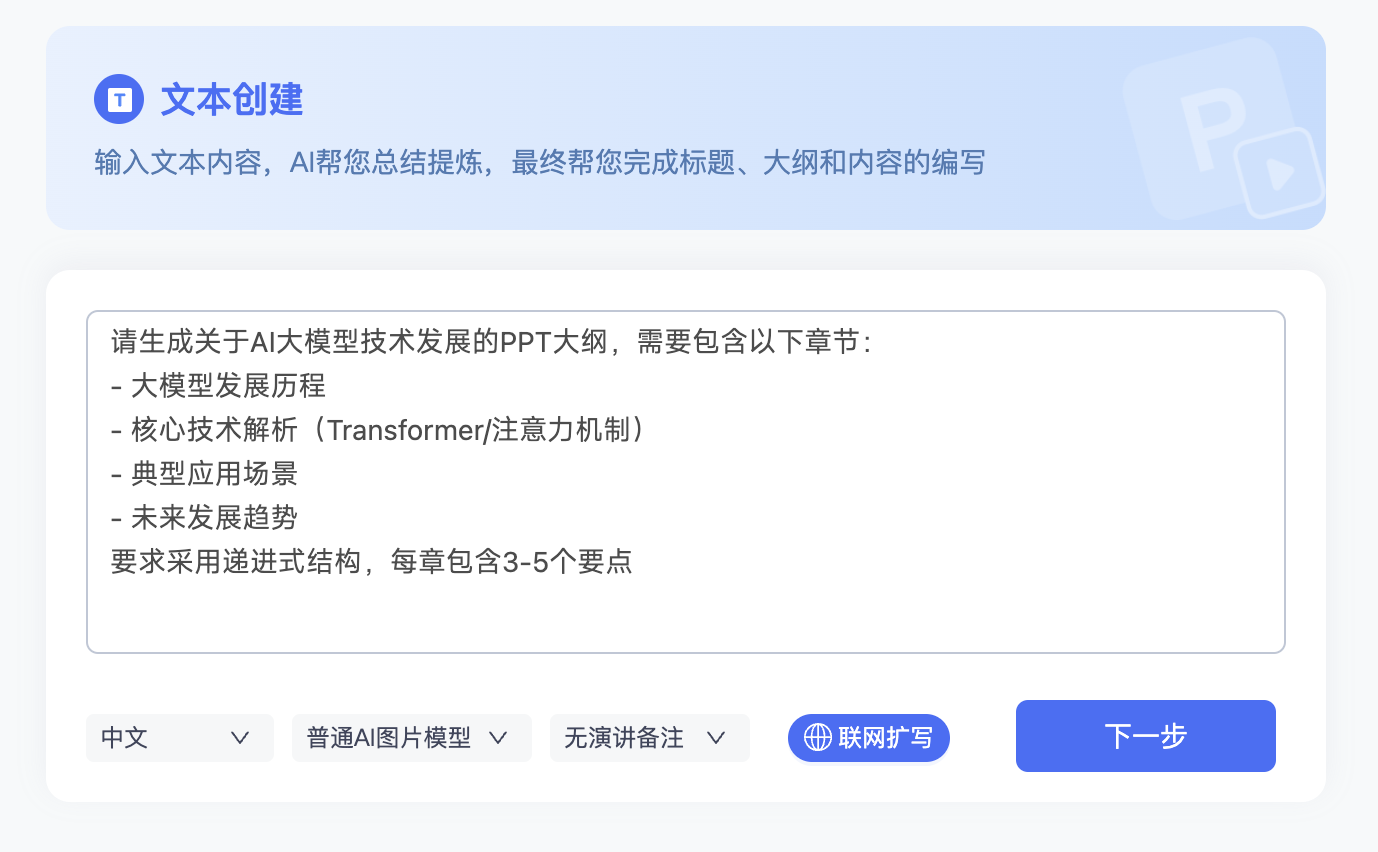 T 文本创建
输入文本内容，AI帮您总结提炼，最终帮您完成标题、大纲和内容的编写
P
请生成关于AI大模型技术发展的PPT大纲，需要包含以下章节：
- 大模型发展历程
- 核心技术解析（Transformer/注意力机制）
- 典型应用场景
- 未来发展趋势
要求采用递进式结构，每章包含3-5个要点
中文 普通AI图片模型 无演讲备注 联网扩写 下一步